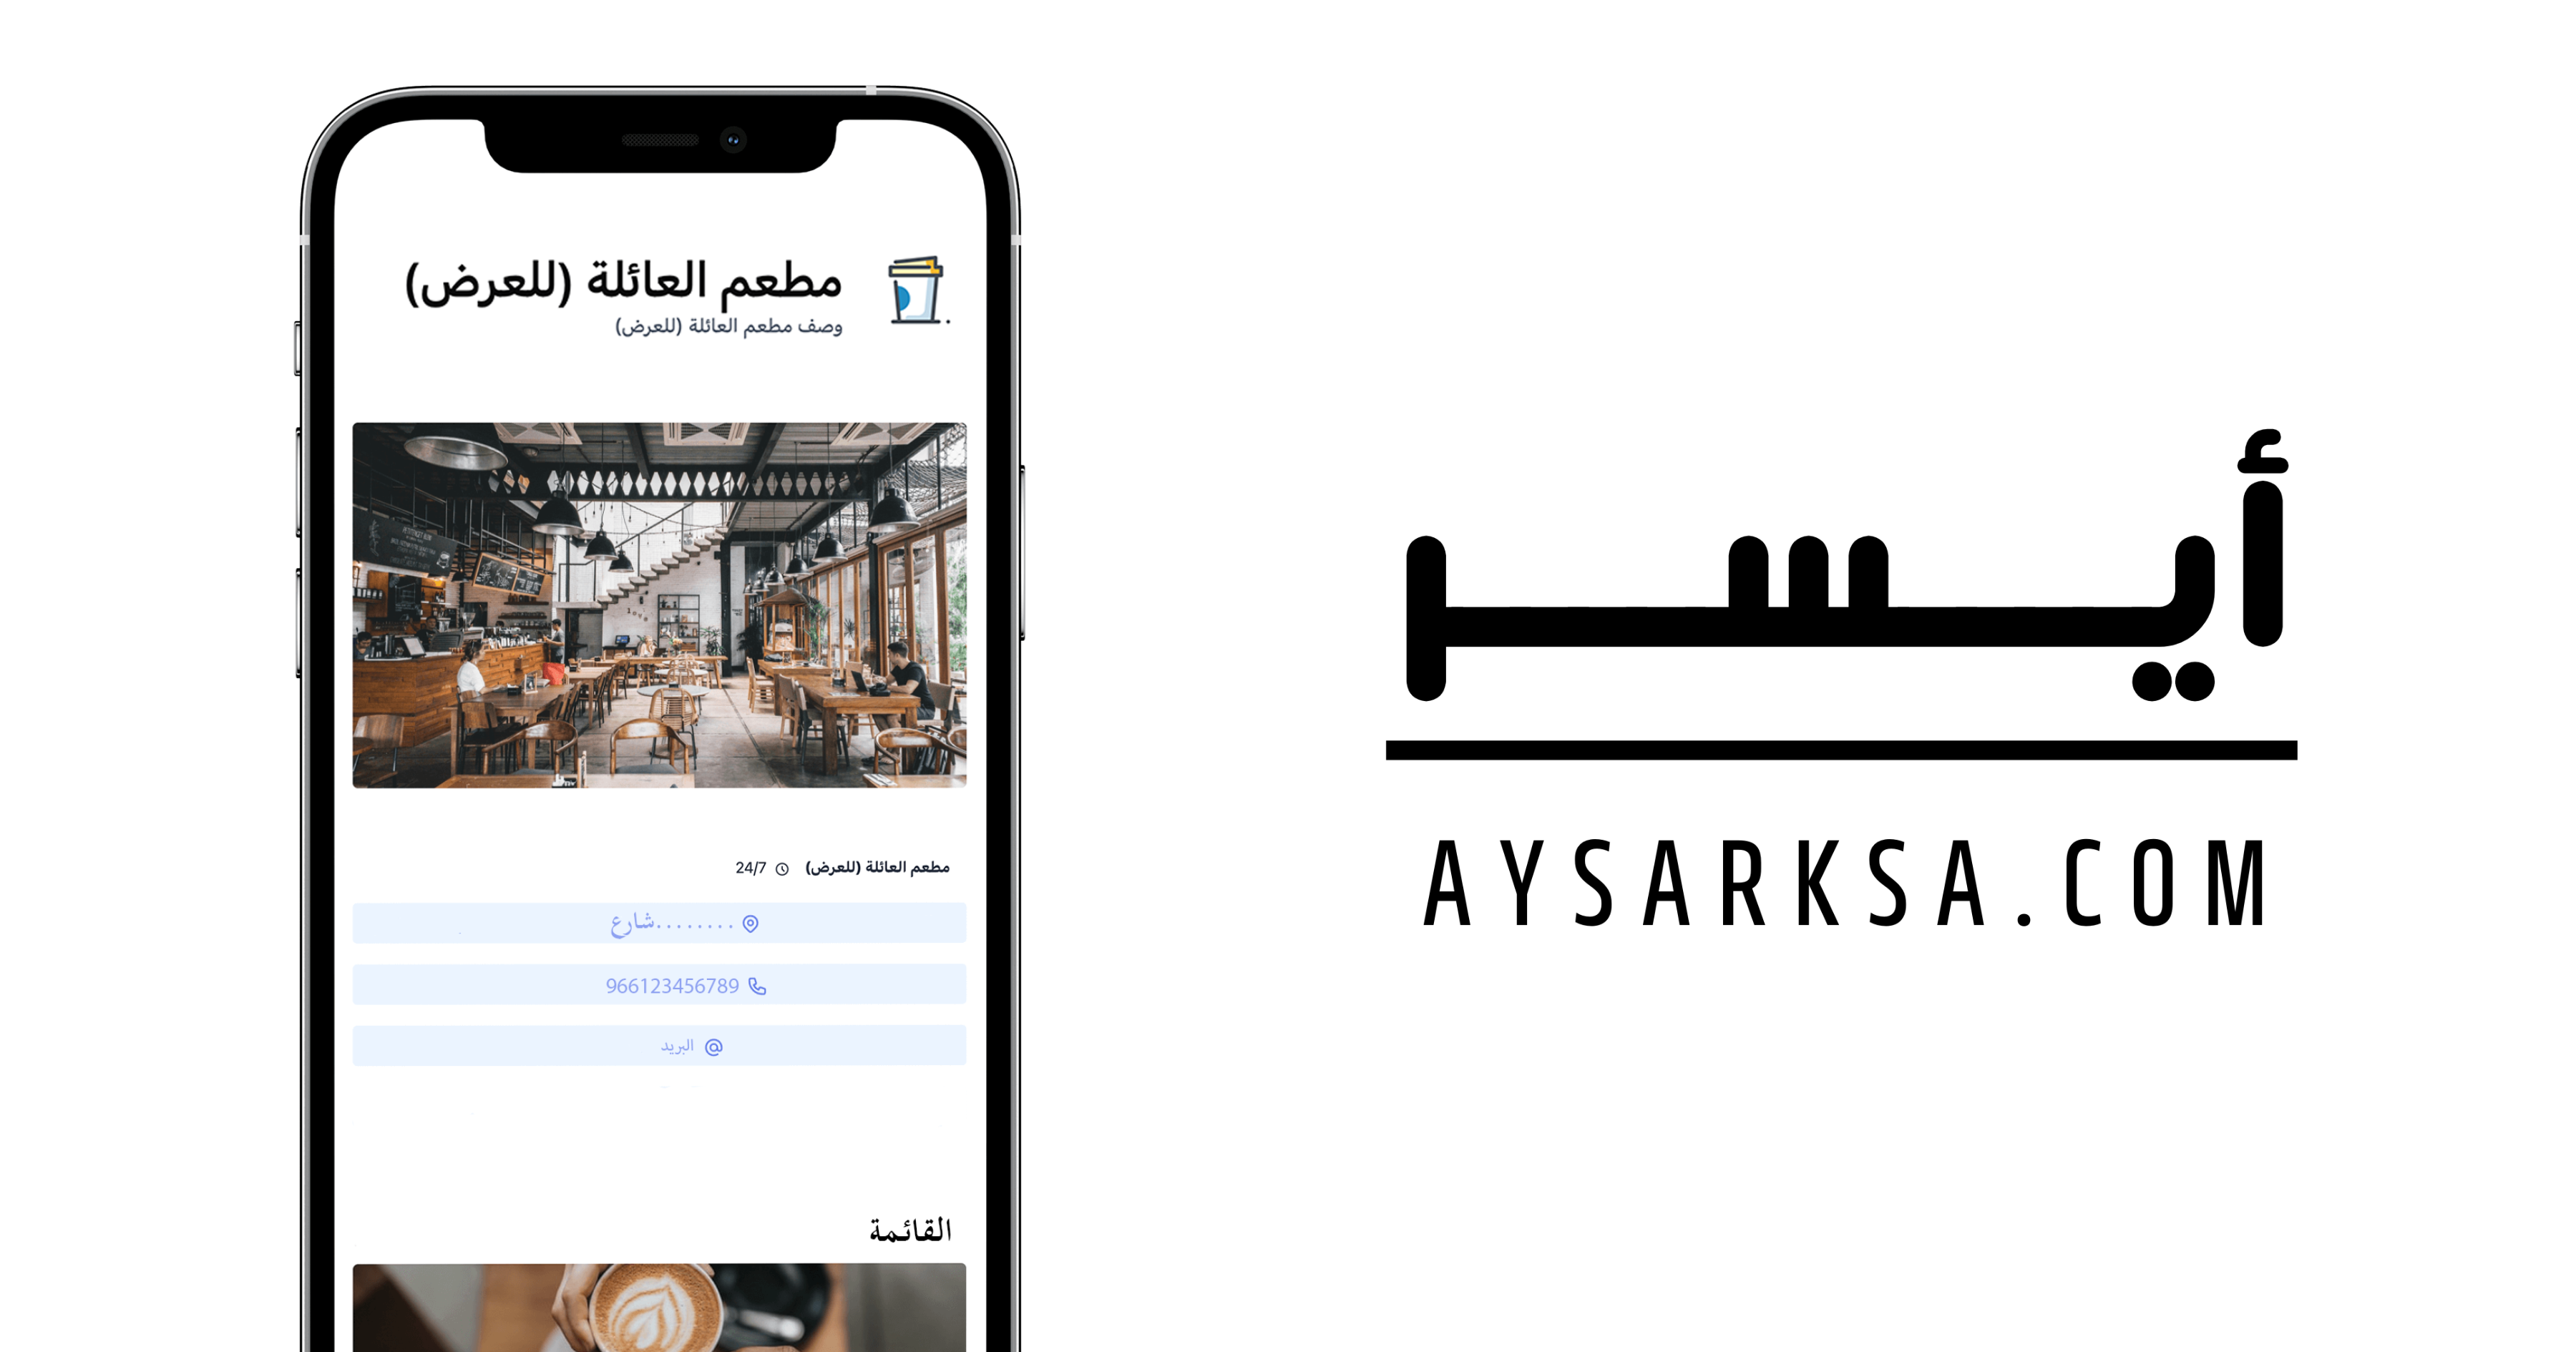 مطعم العائلة (للعرض)
وصف مطعم العائلة (للعرض)
مطعم العائلة (للعرض) 24/7
شارع........
966123456789
@ البريد
القائمة
أيسر
AYSARKSA.COM